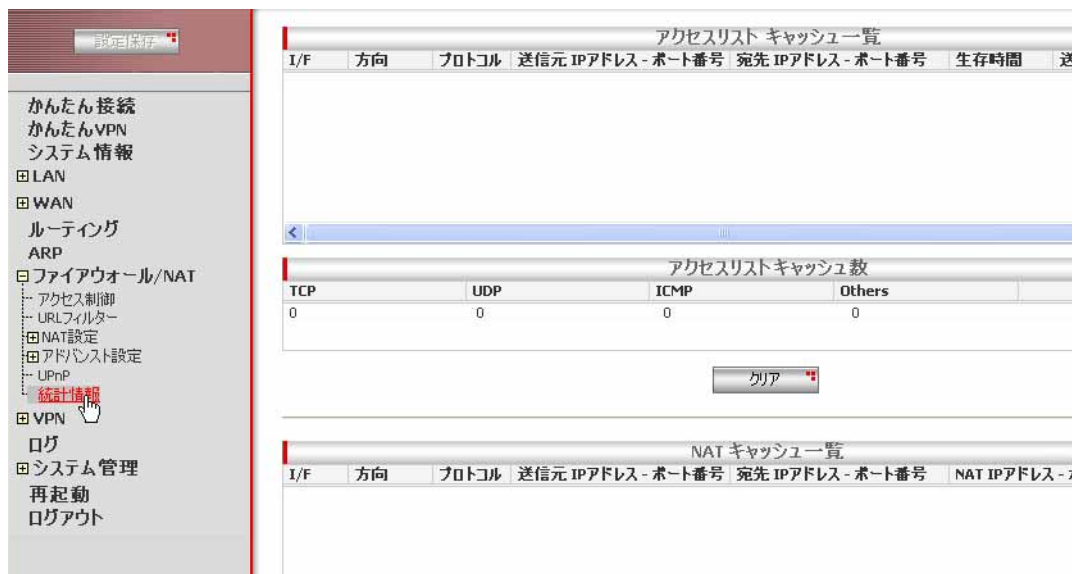 設定保存
かんたん接続
かんたんVPN
システム情報
LAN
WAN
ルーティング
ARP
ファイアウォール/NAT
アクセス制御
URLフィルター
NAT設定
アドバンスト設定
UPnP
統計情報
VPN
ログ
システム管理
再起動
ログアウト
アクセスリスト キャッシュ一覧
I/F 方向 プロトコル 送信元 IPアドレス - ポート番号 宛先 IPアドレス - ポート番号 生存時間 送
アクセスリストキャッシュ数
TCP UDP ICMP Others
0 0 0 0
クリア
NAT キャッシュ一覧
I/F 方向 プロトコル 送信元 IPアドレス - ポート番号 宛先 IPアドレス - ポート番号 NAT IPアドレス -